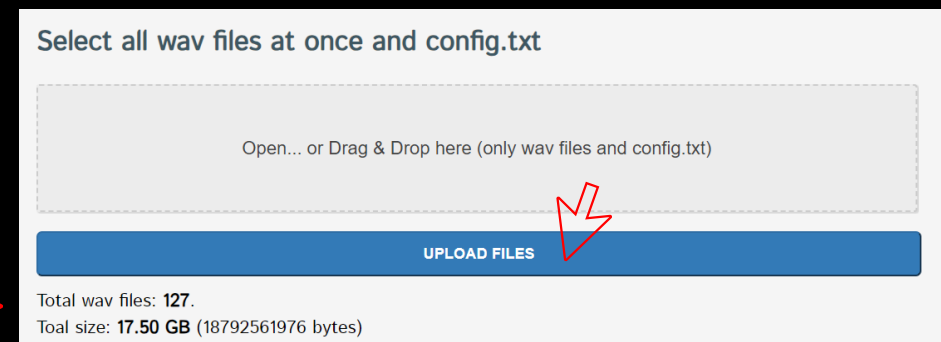 Select all wav files at once and config.txt
Open... or Drag & Drop here (only wav files and config.txt)
UPLOAD FILES
Total wav files: 127.
Toal size: 17.50 GB (18792561976 bytes)